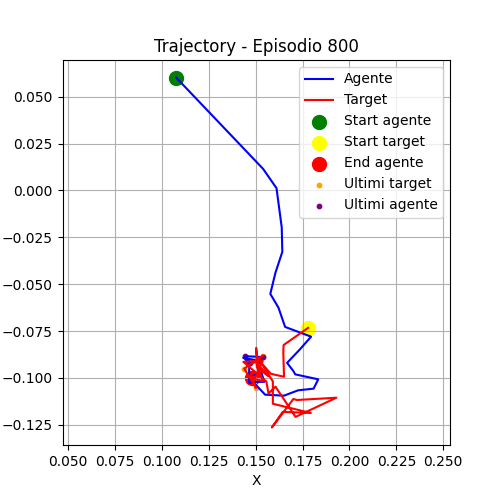 Trajectory - Episodio 800
Agente
Target
Start agente
Start target
End agente
Ultimi target
Ultimi agente
0.050
0.025
0.000
−0.025
−0.050
−0.075
−0.100
−0.125
0.050 0.075 0.100 0.125 0.150 0.175 0.200 0.225 0.250
X